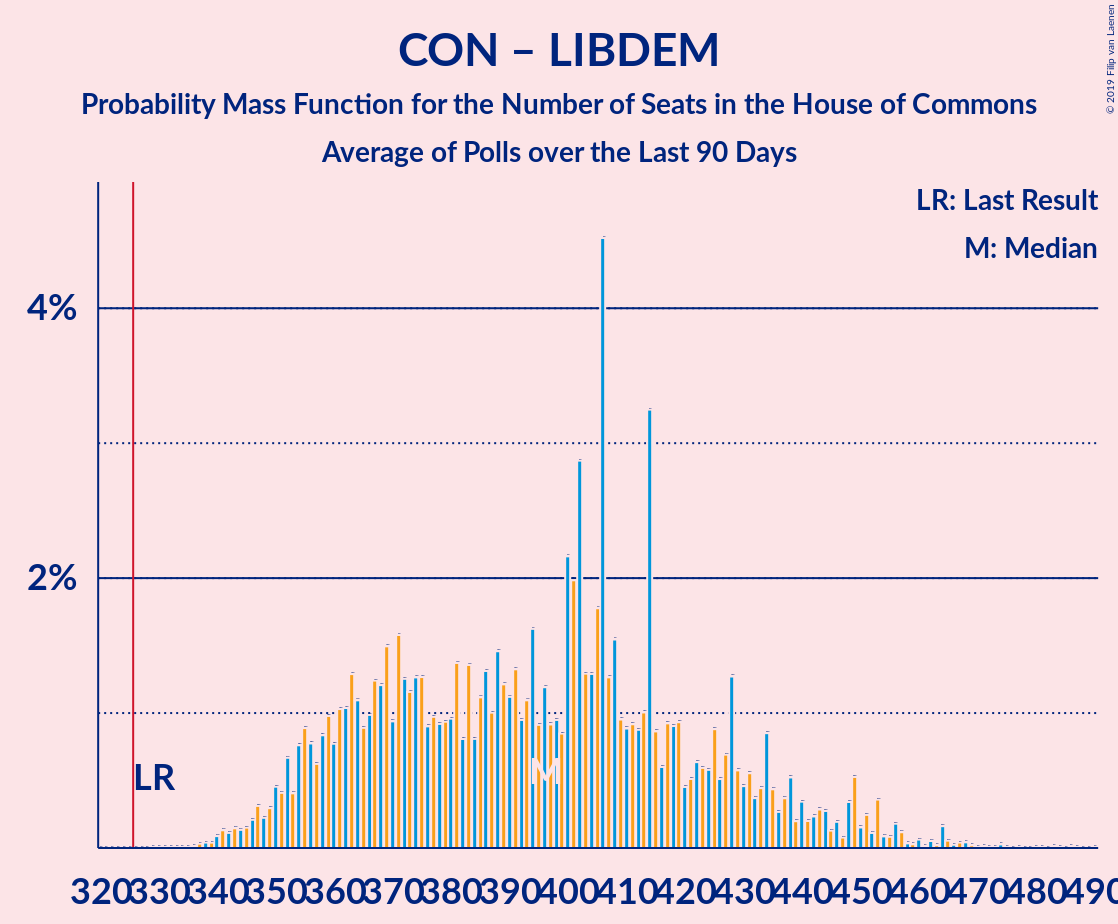 CON – LIBDEM
Probability Mass Function for the Number of Seats in the House of Commons
Average of Polls over the Last 90 Days
© 2019 Filip van Laenen
LR: Last Result
M: Median
4%
2%
LR
M
320 330 340 350 360 370 380 390 400 410 420 430 440 450 460 470 480 490